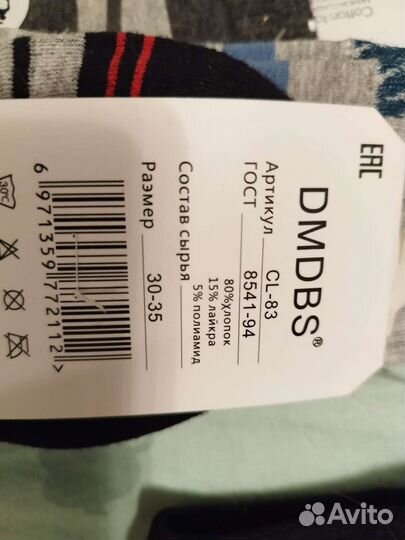 EAC
DMDBS®
Артикул CL-83
ГОСТ 8541-94
Состав сырья 80%хлопок
15% лайкра
5% полиамид
Размер 30-35
6 971359 772112 >
30°C
Avito